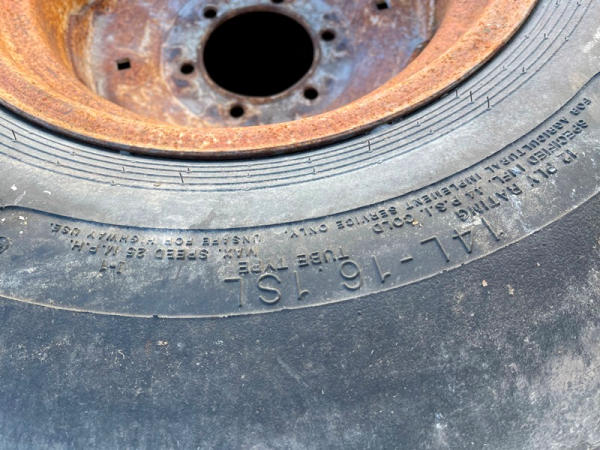 14L-16.1SL
12 PLY RATING
SPECIFIED INFL. 44 P.S.I. COLD
FOR AGRICULTURAL IMPLEMENT SERVICE ONLY.
TUBE TYPE
MAX. SPEED 25 M.P.H.
UNSAFE FOR HIGHWAY USE.
J-1